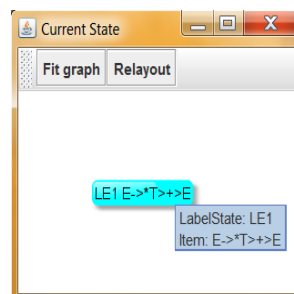 Current State
Fit graph Relayout
LE1 E->*T>+>E
LabelState: LE1
Item: E->*T>+>E